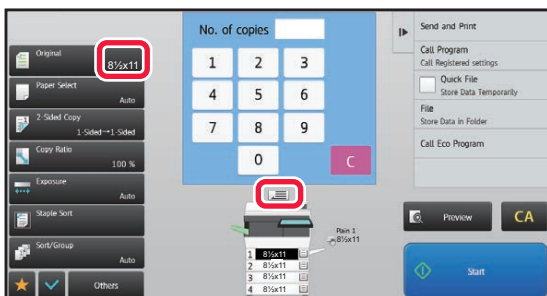 Original
8½x11
Paper Select
Auto
2-Sided Copy
1-Sided→1-Sided
Copy Ratio
100 %
Exposure
Auto
Staple Sort
Sort/Group
Auto
Others
No. of copies
1 2 3
4 5 6
7 8 9
0 C
Plain 1
8½x11
1 8½x11
2 8½x11
3 8½x11
4 8½x11
Send and Print
Call Program
Call Registered settings
Quick File
Store Data Temporarily
File
Store Data in Folder
Call Eco Program
Preview
CA
Start